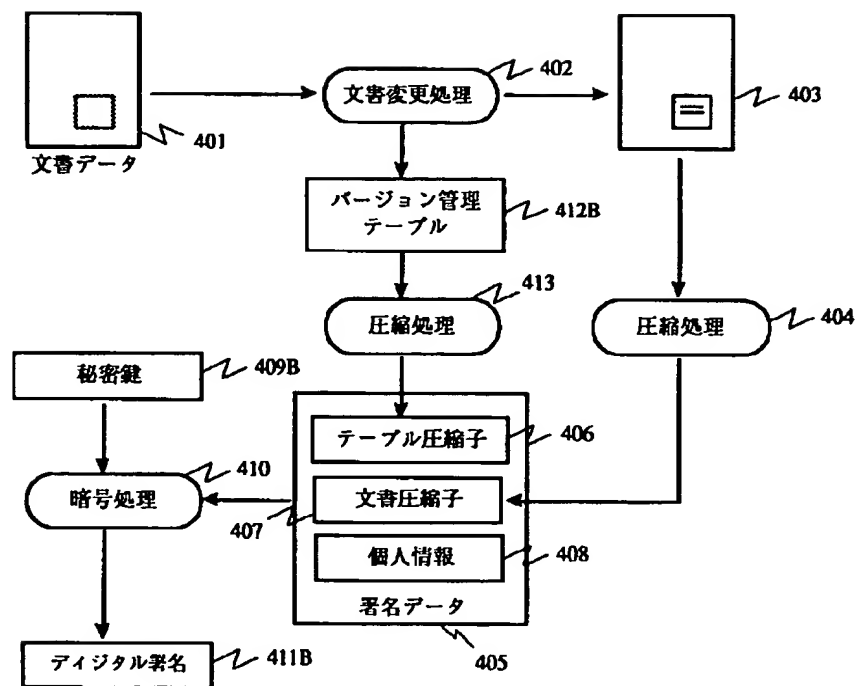 402
文書変更処理
403
401
文書データ
バージョン管理
テーブル
412B
413
圧縮処理
圧縮処理
404
秘密鍵
409B
テーブル圧縮子
406
410
暗号処理
文書圧縮子
407
個人情報
408
署名データ
405
ディジタル署名
411B